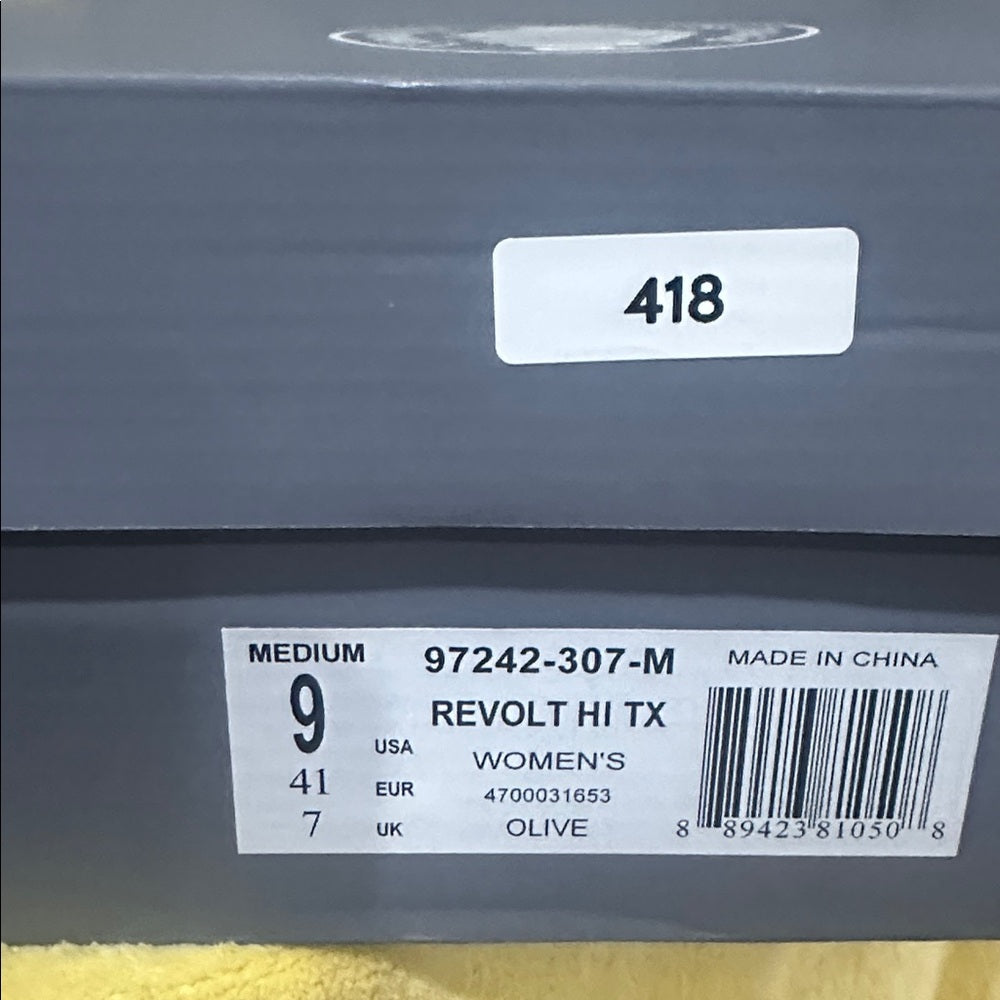 418
MEDIUM
9 USA
41 EUR
7 UK
97242-307-M
REVOLT HI TX
WOMEN'S
4700031653
OLIVE
MADE IN CHINA
8 89423 81050 8